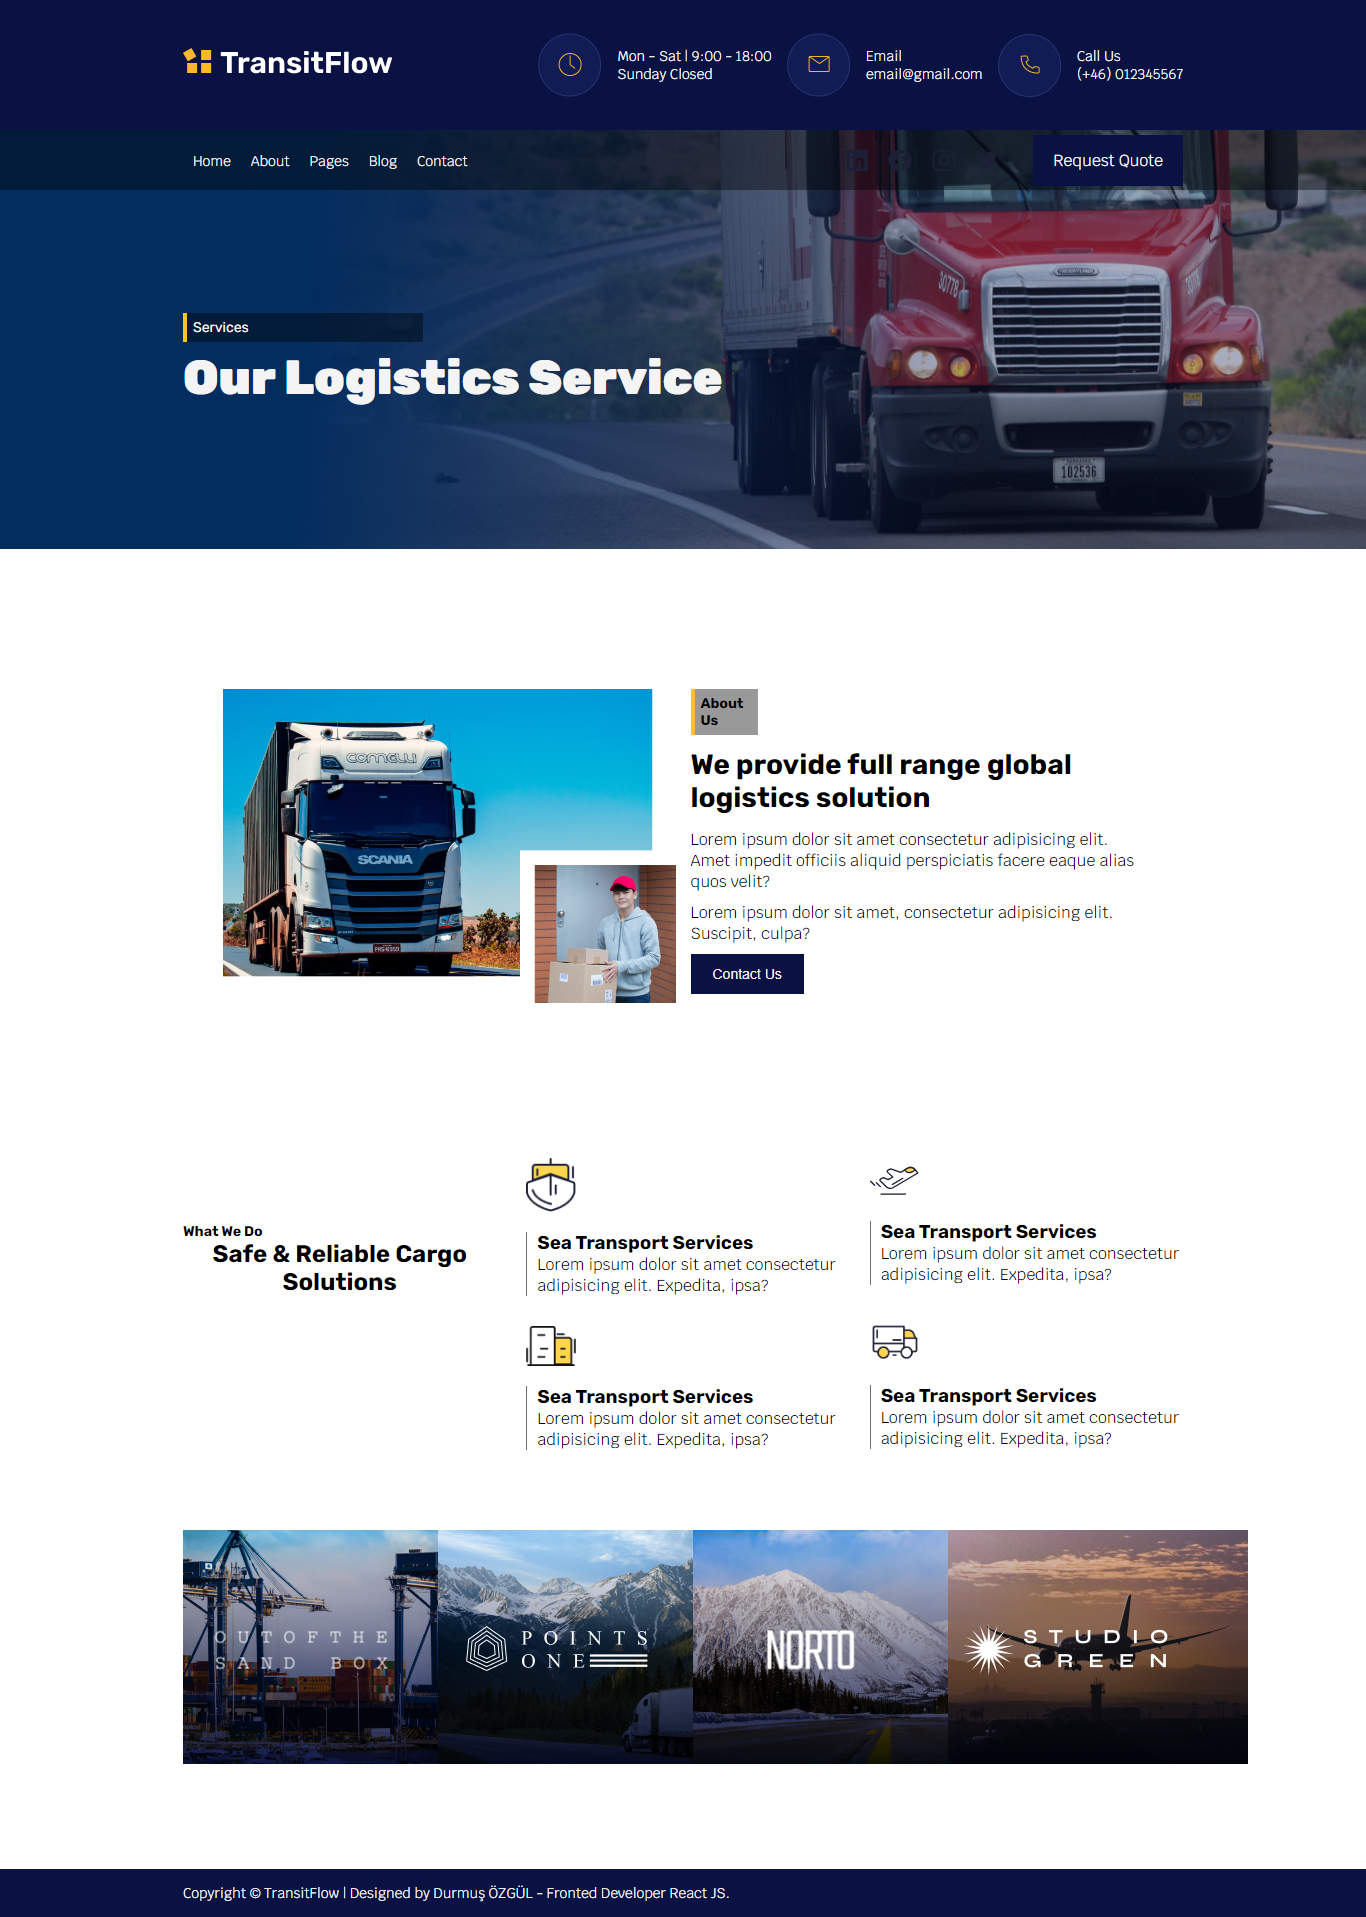 TransitFlow
Mon - Sat | 9:00 - 18:00
Sunday Closed
Email
email@gmail.com
Call Us
(+46) 012345567
Home About Pages Blog Contact
Request Quote
30778
Services
Our Logistics Service
102536
About
Us
We provide full range global
logistics solution
Lorem ipsum dolor sit amet consectetur adipisicing elit.
Amet impedit officiis aliquid perspiciatis facere eaque alias
quos velit?
Lorem ipsum dolor sit amet, consectetur adipisicing elit.
Suscipit, culpa?
Contact Us
COMELLI
SCANIA
What We Do
Safe & Reliable Cargo
Solutions
Sea Transport Services
Lorem ipsum dolor sit amet consectetur
adipisicing elit. Expedita, ipsa?
Sea Transport Services
Lorem ipsum dolor sit amet consectetur
adipisicing elit. Expedita, ipsa?
Sea Transport Services
Lorem ipsum dolor sit amet consectetur
adipisicing elit. Expedita, ipsa?
Sea Transport Services
Lorem ipsum dolor sit amet consectetur
adipisicing elit. Expedita, ipsa?
OUTOFTHE
SAND BOX
POINTS
ONE
NORTO
STUDIO
GREEN
Copyright © TransitFlow | Designed by Durmuş ÖZGÜL - Fronted Developer React JS.